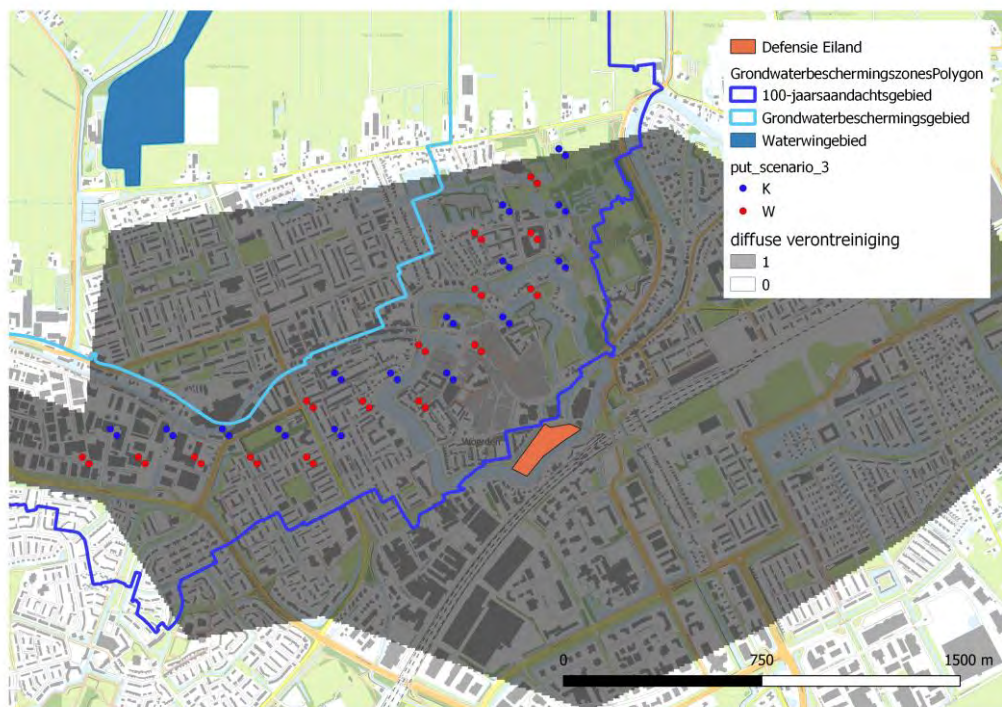 Defensie Eiland
GrondwaterbeschermingszonesPolygon
100-jaarsaandachtsgebied
Grondwaterbeschermingsgebied
Waterwingebied
put_scenario_3
K
W
diffuse verontreiniging
1
0
Woerden
0
750
1500 m